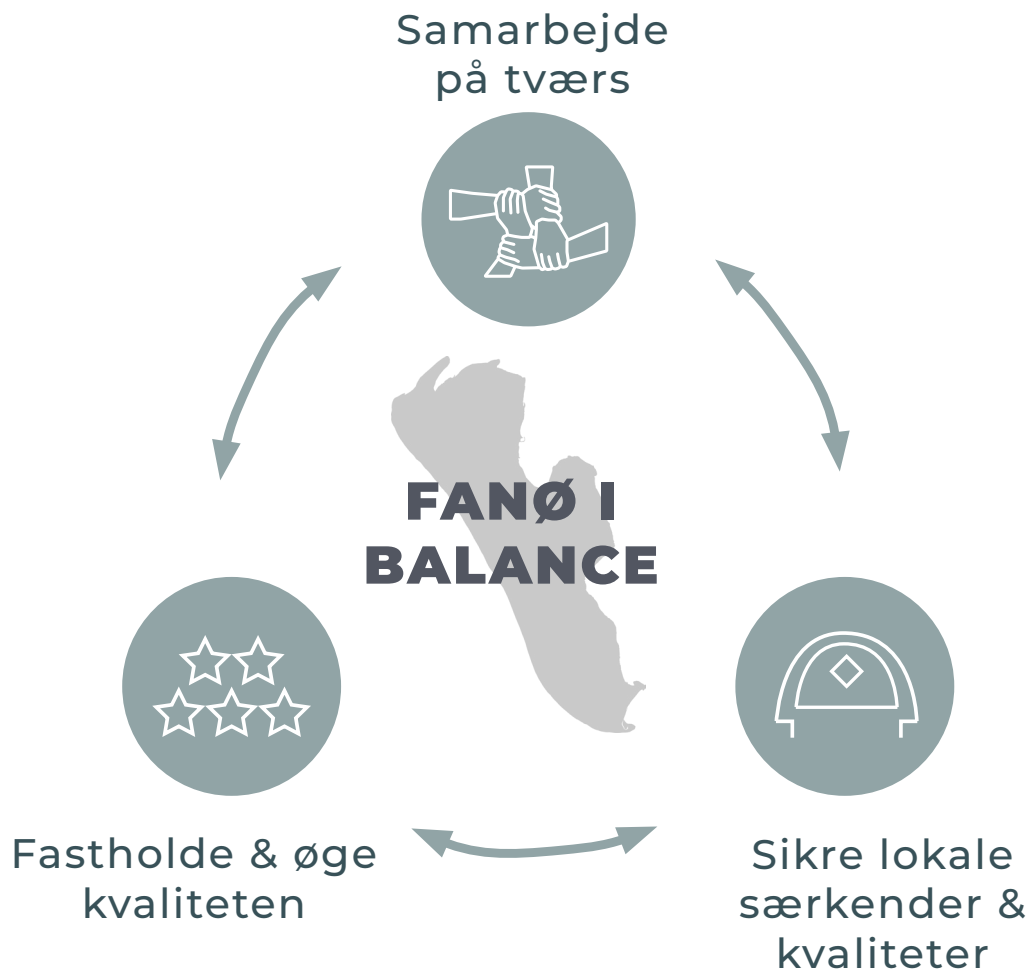 Samarbejde
på tværs
FANØ I
BALANCE
Fastholde & øge
kvaliteten
Sikre lokale
særkender &
kvaliteter